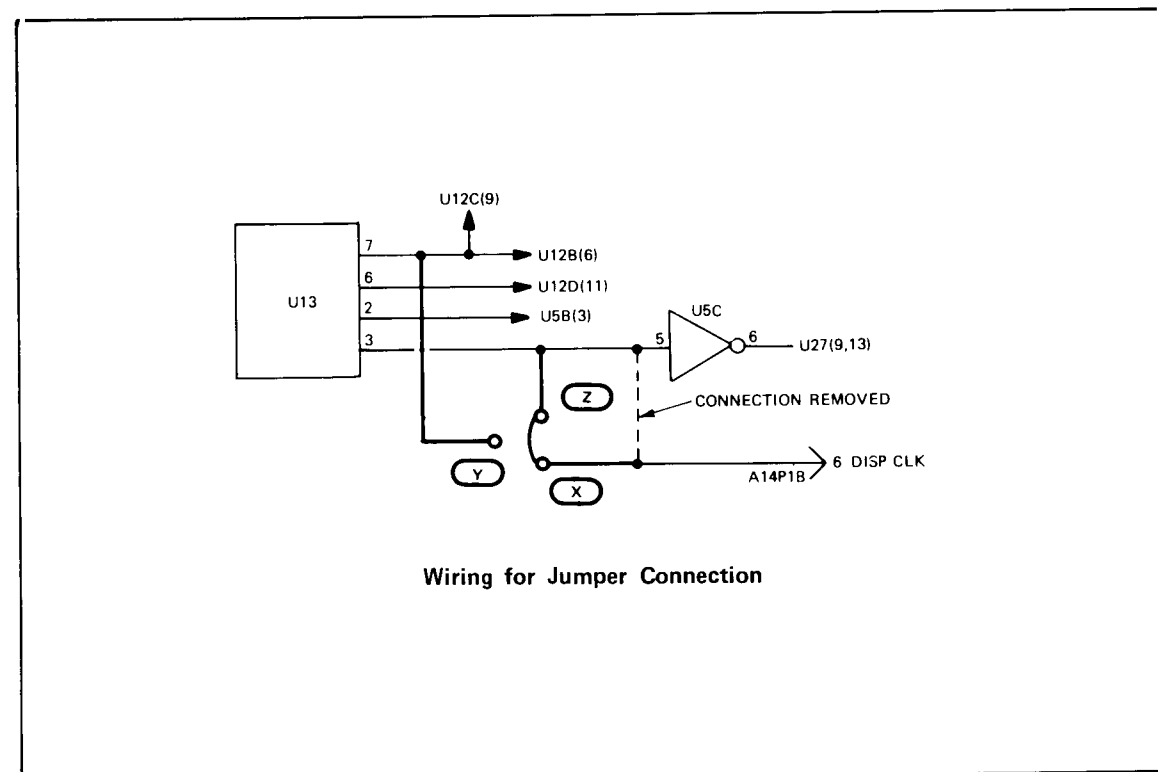 U12C(9)
7
U12B(6)
6
U12D(11)
U13
2
U5B(3)
U5C
3
5
6
U27(9,13)
Z
CONNECTION REMOVED
Y
X
A14P1B
6 DISP CLK
Wiring for Jumper Connection